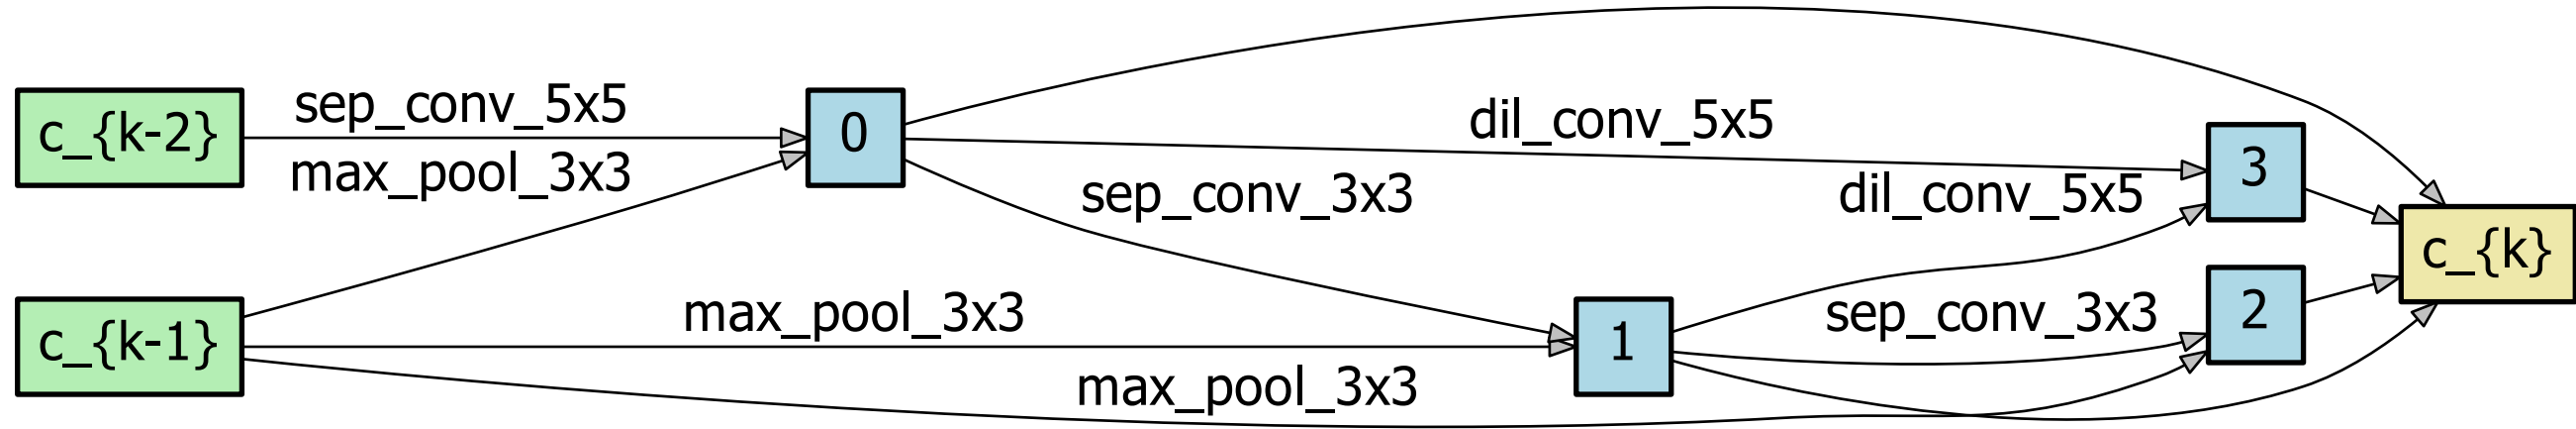 c_{k-2}
sep_conv_5x5
max_pool_3x3
0
dil_conv_5x5
3
sep_conv_3x3
dil_conv_5x5
c_{k}
c_{k-1}
max_pool_3x3
1
sep_conv_3x3
2
max_pool_3x3